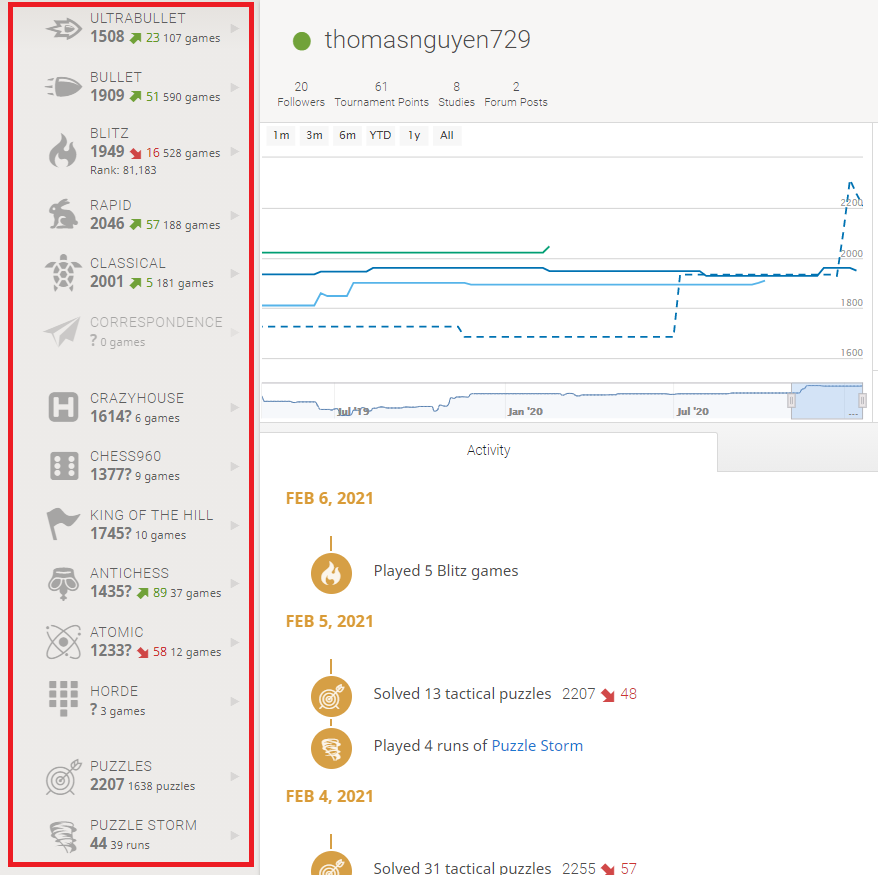 ULTRABULLET
1508 23 107 games
BULLET
1909 51 590 games
BLITZ
1949 16 528 games
Rank: 81,183
RAPID
2046 57 188 games
CLASSICAL
2001 5 181 games
CORRESPONDENCE
? 0 games
CRAZYHOUSE
1614? 6 games
CHESS960
1377? 9 games
KING OF THE HILL
1745? 10 games
ANTICHESS
1435? 89 37 games
ATOMIC
1233? 58 12 games
HORDE
? 3 games
PUZZLES
2207 1638 puzzles
PUZZLE STORM
44 39 runs
thomasnguyen729
20 61 8 2
Followers Tournament Points Studies Forum Posts
1m 3m 6m YTD 1y All
2200
2000
1800
1600
Jul '19 Jan '20 Jul '20 ...
Activity
FEB 6, 2021
Played 5 Blitz games
FEB 5, 2021
Solved 13 tactical puzzles 2207 48
Played 4 runs of Puzzle Storm
FEB 4, 2021
Solved 31 tactical puzzles 2255 57